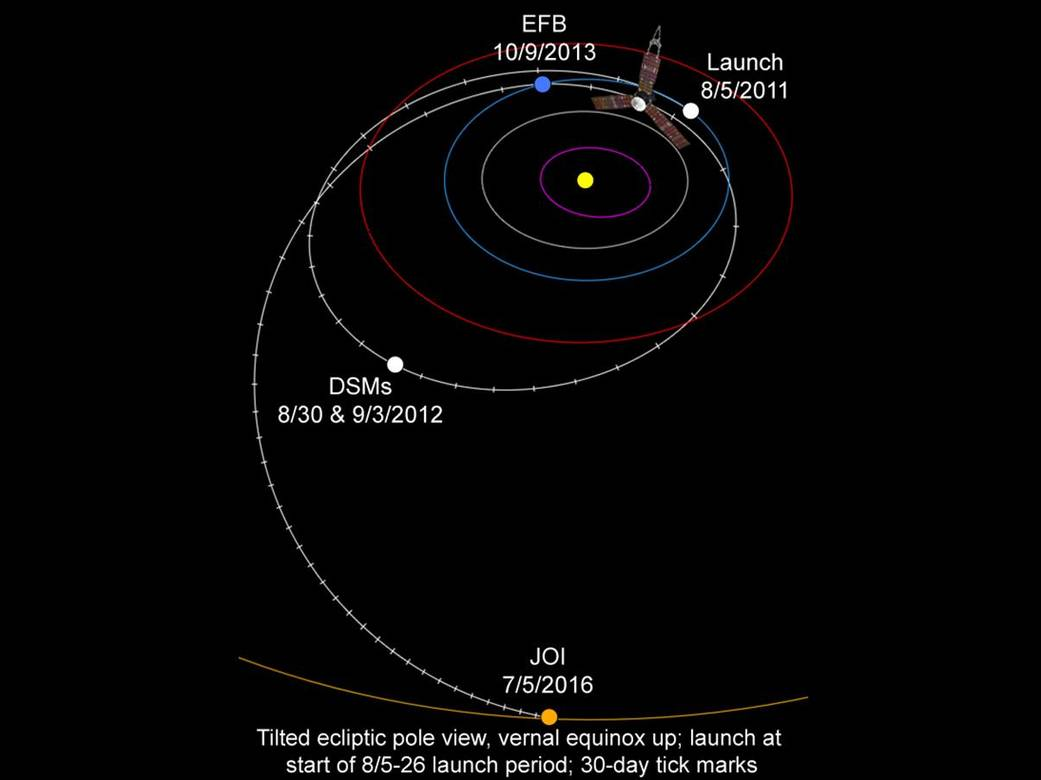 EFB
10/9/2013
Launch
8/5/2011
DSMs
8/30 & 9/3/2012
JOI
7/5/2016
Tilted ecliptic pole view, vernal equinox up; launch at
start of 8/5-26 launch period; 30-day tick marks